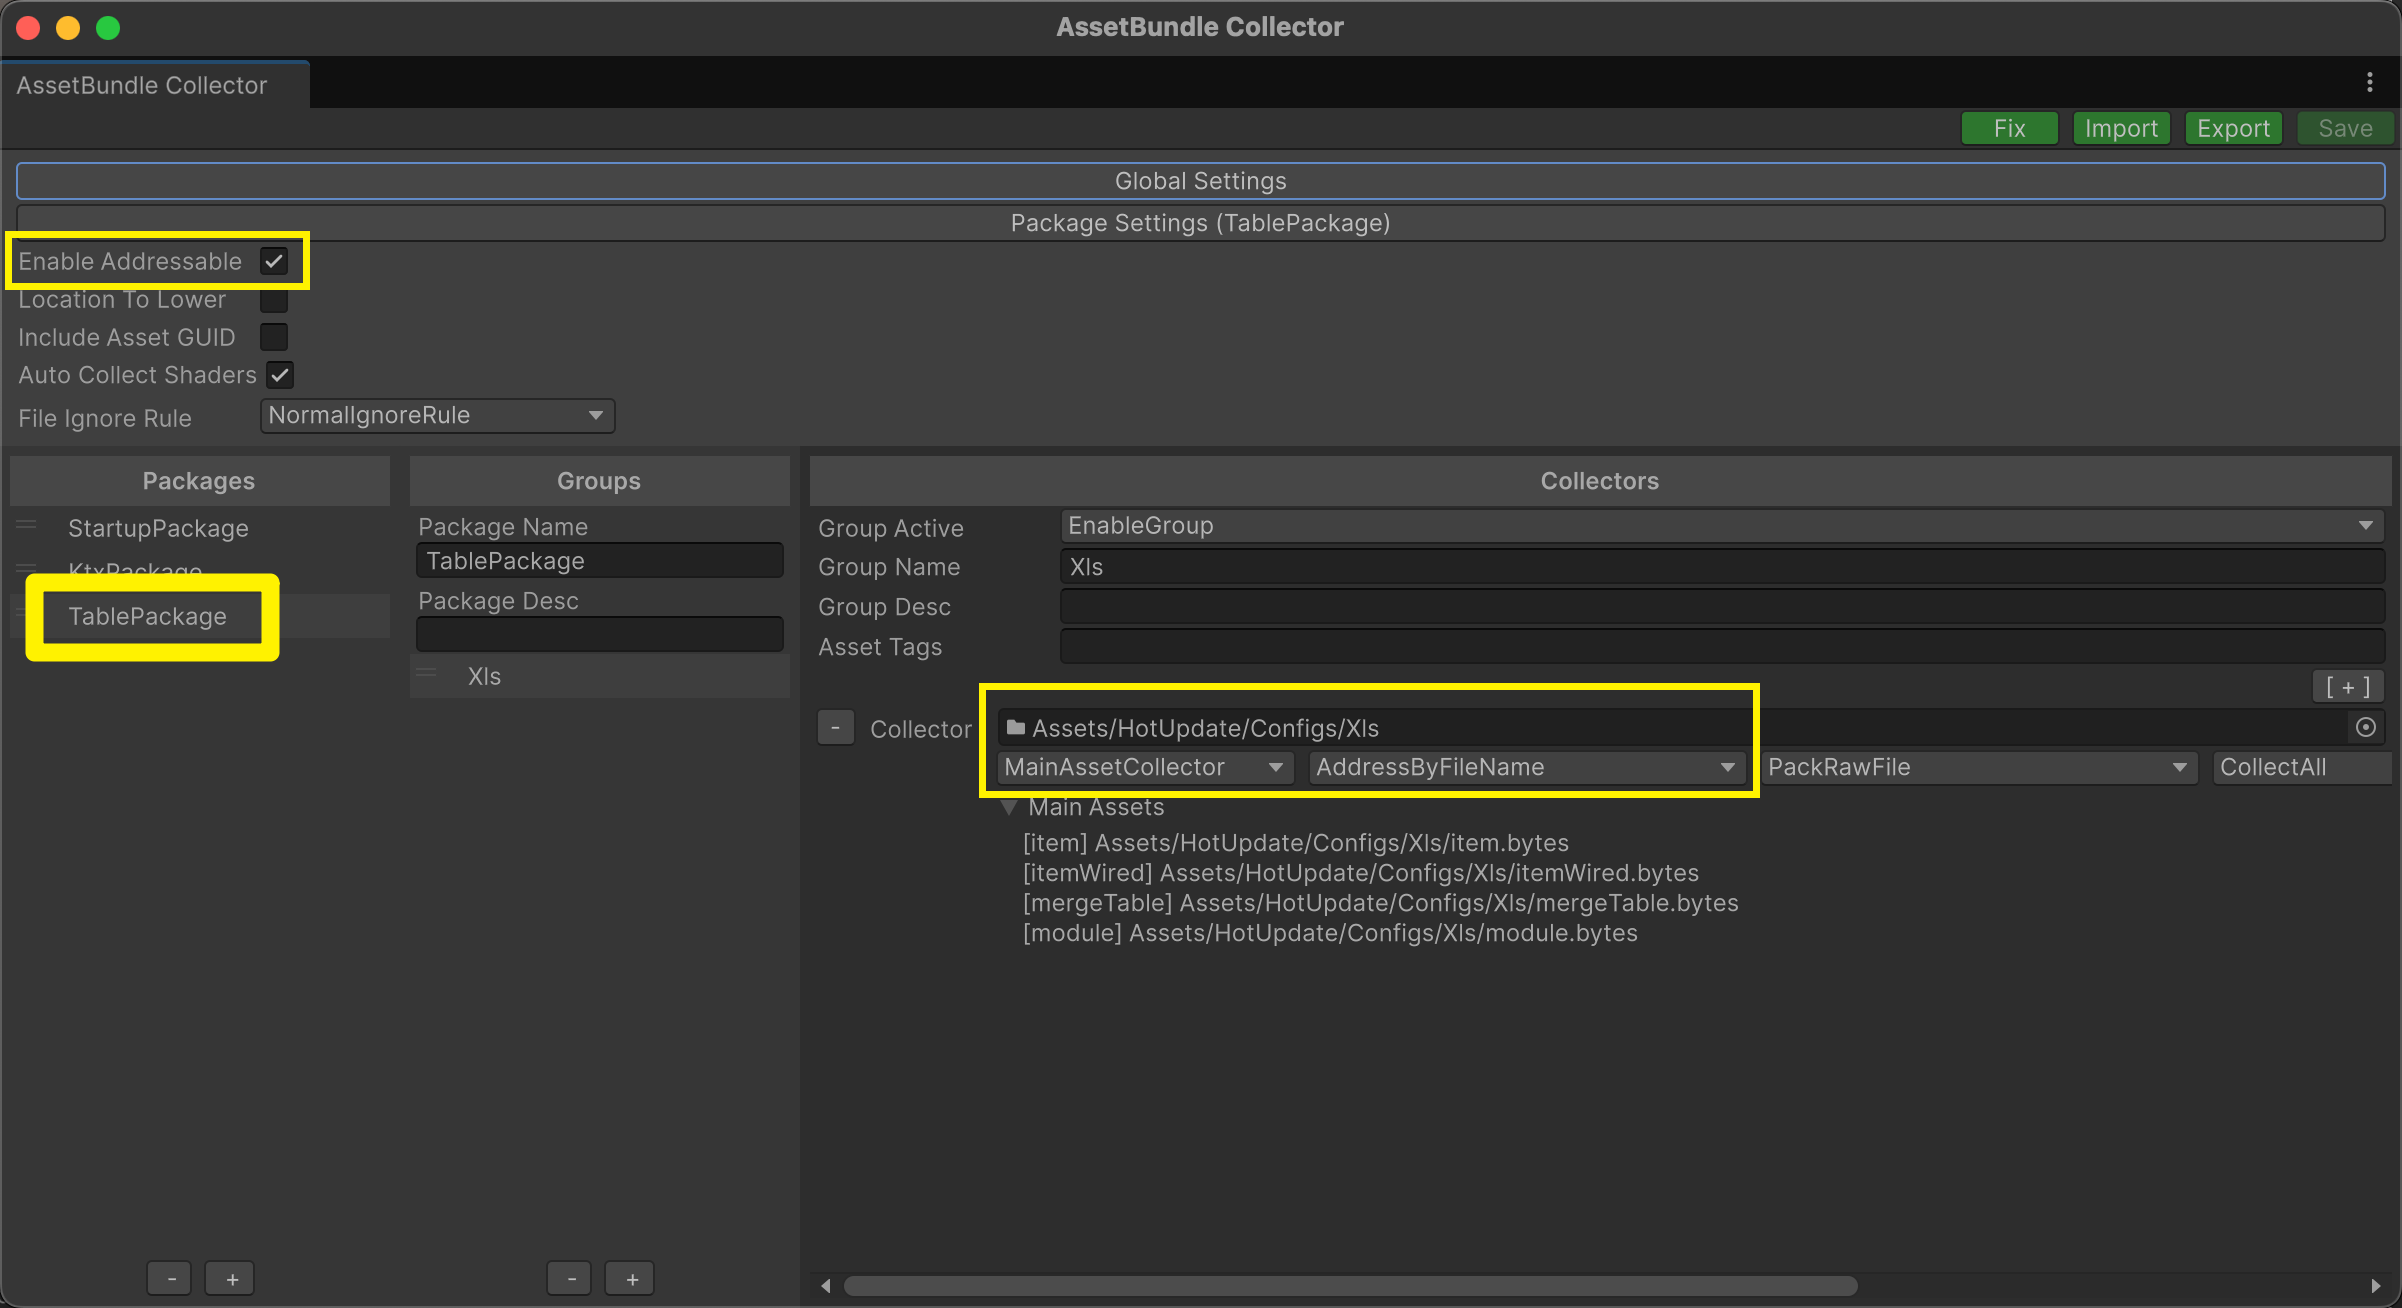 AssetBundle Collector
AssetBundle Collector
Fix Import Export Save
Global Settings
Package Settings (TablePackage)
Enable Addressable
Location To Lower
Include Asset GUID
Auto Collect Shaders
File Ignore Rule NormalIgnoreRule
Packages
StartupPackage
KtxPackage
TablePackage
- +
Groups
Package Name
TablePackage
Package Desc
Xls
- +
Collectors
Group Active EnableGroup
Group Name Xls
Group Desc
Asset Tags
[ + ]
- Collector Assets/HotUpdate/Configs/Xls
MainAssetCollector AddressByFileName PackRawFile CollectAll
Main Assets
[item] Assets/HotUpdate/Configs/Xls/item.bytes
[itemWired] Assets/HotUpdate/Configs/Xls/itemWired.bytes
[mergeTable] Assets/HotUpdate/Configs/Xls/mergeTable.bytes
[module] Assets/HotUpdate/Configs/Xls/module.bytes